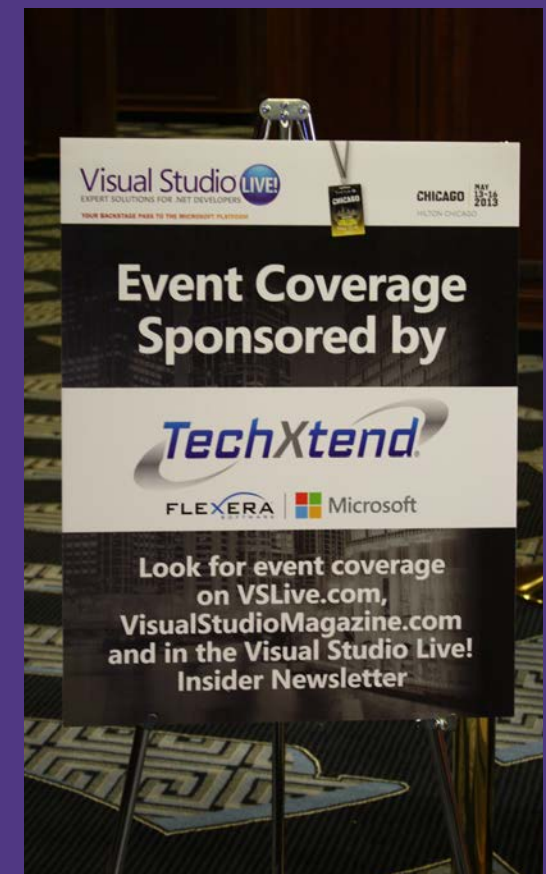 Visual Studio LIVE!
EXPERT SOLUTIONS FOR .NET DEVELOPERS
YOUR BACKSTAGE PASS TO THE MICROSOFT PLATFORM
CHICAGO
CHICAGO
MAY
13-16
2013
HILTON CHICAGO
Event Coverage
Sponsored by
TechXtend®
FLEXERA
SOFTWARE
Microsoft
Look for event coverage
on VSLive.com,
VisualStudioMagazine.com
and in the Visual Studio Live!
Insider Newsletter